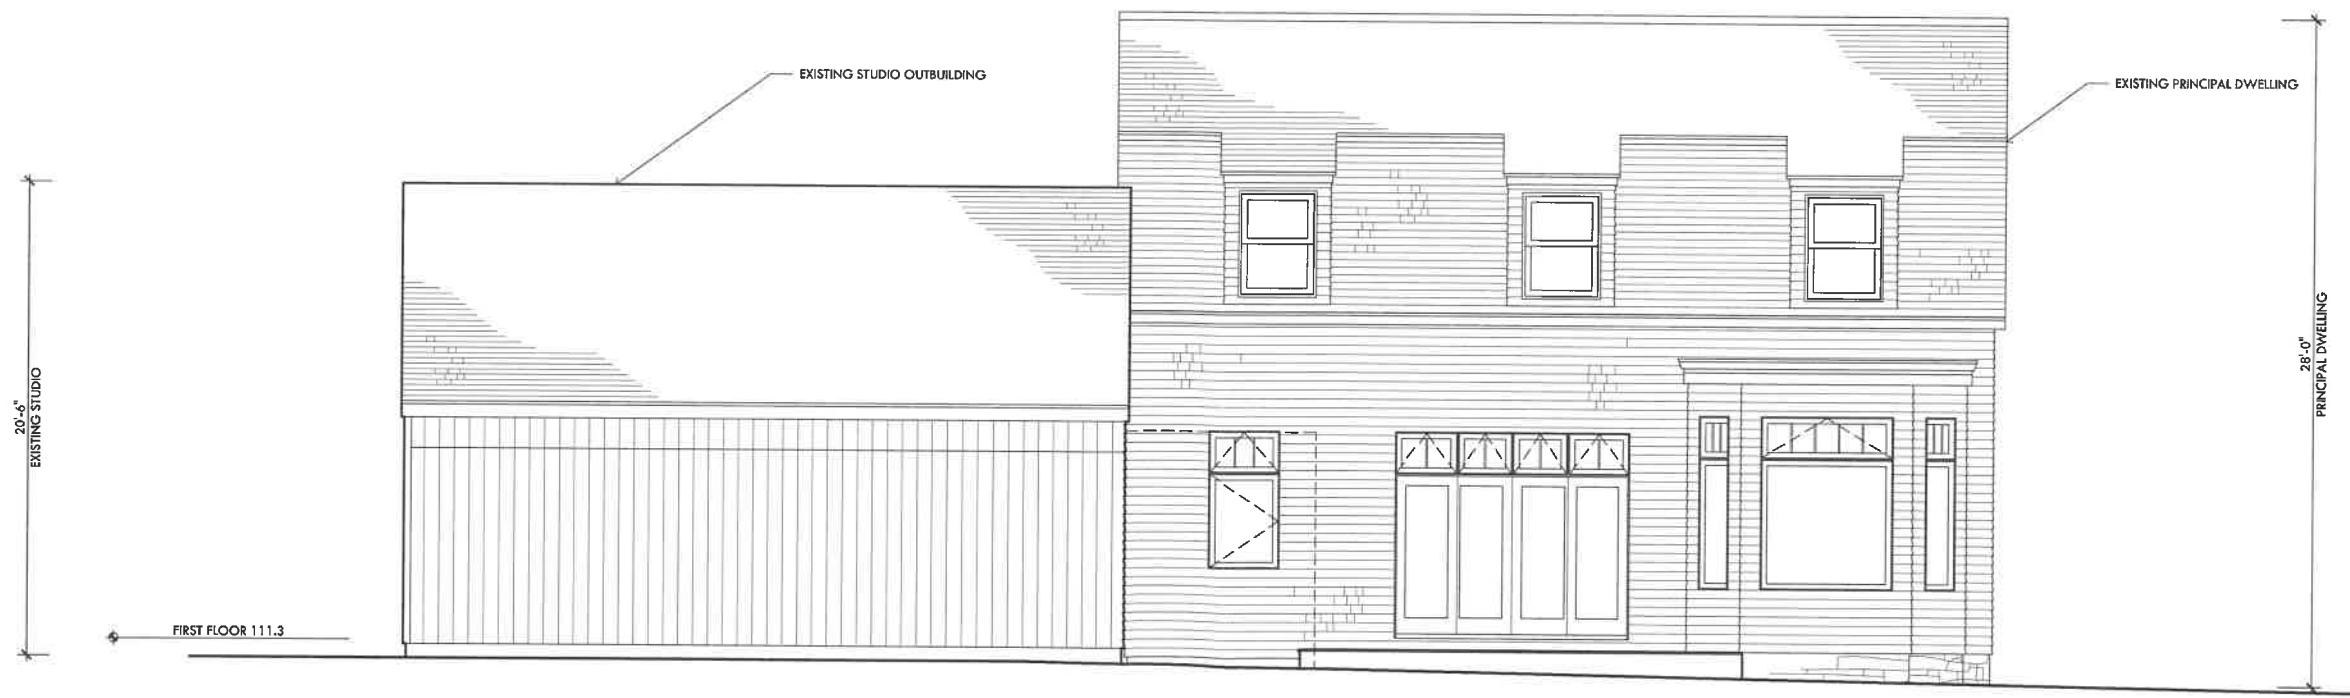 EXISTING STUDIO OUTBUILDING
EXISTING PRINCIPAL DWELLING
20'-6"
EXISTING STUDIO
28'-0"
PRINCIPAL DWELLING
FIRST FLOOR 111.3